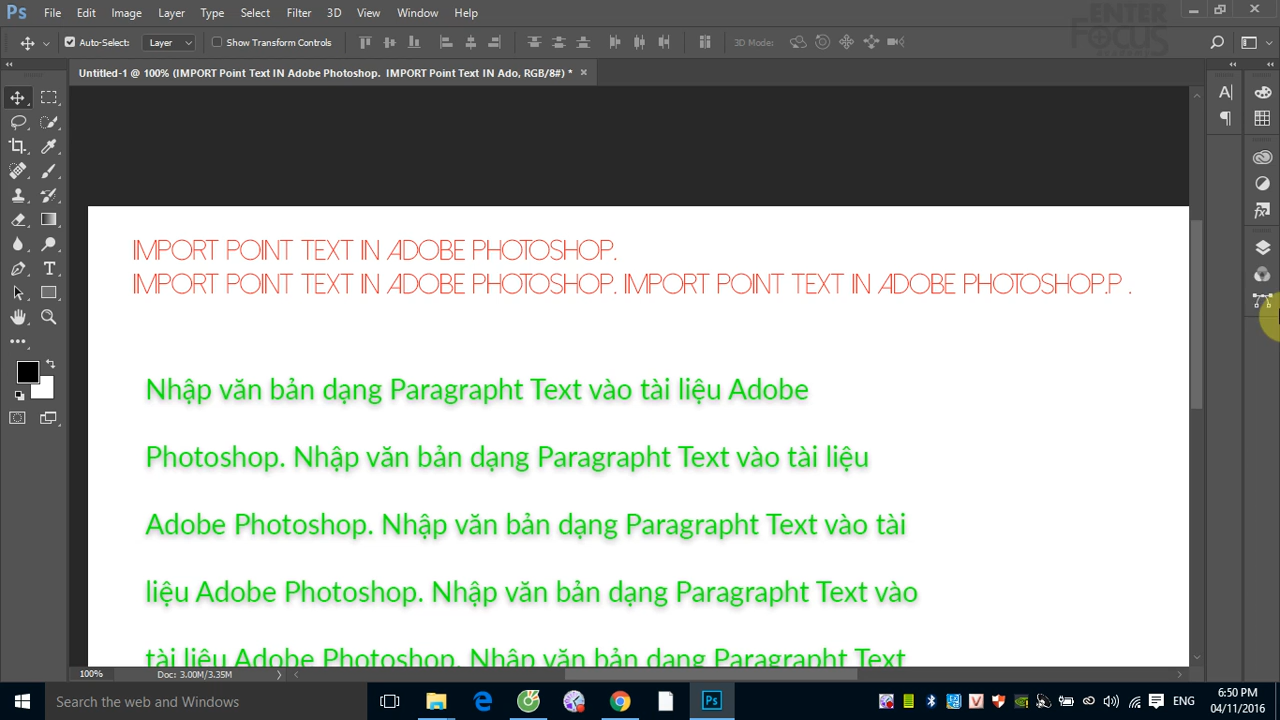 Ps File Edit Image Layer Type Select Filter 3D View Window Help
ENTER FOCUS
Auto-Select: Layer Show Transform Controls 3D Mode:
Untitled-1 @ 100% (IMPORT Point Text IN Adobe Photoshop. IMPORT Point Text IN Ado, RGB/8#) *
IMPORT POINT TEXT IN ADOBE PHOTOSHOP.
IMPORT POINT TEXT IN ADOBE PHOTOSHOP. IMPORT POINT TEXT IN ADOBE PHOTOSHOP.P .
Nhập văn bản dạng Paragrapht Text vào tài liệu Adobe
Photoshop. Nhập văn bản dạng Paragrapht Text vào tài liệu
Adobe Photoshop. Nhập văn bản dạng Paragrapht Text vào tài
liệu Adobe Photoshop. Nhập văn bản dạng Paragrapht Text vào
tài liệu Adobe Photoshop. Nhập văn bản dạng Paragrapht Text
100% Doc: 3.00M/3.35M
Search the web and Windows
Ps
ENG
6:50 PM
04/11/2016